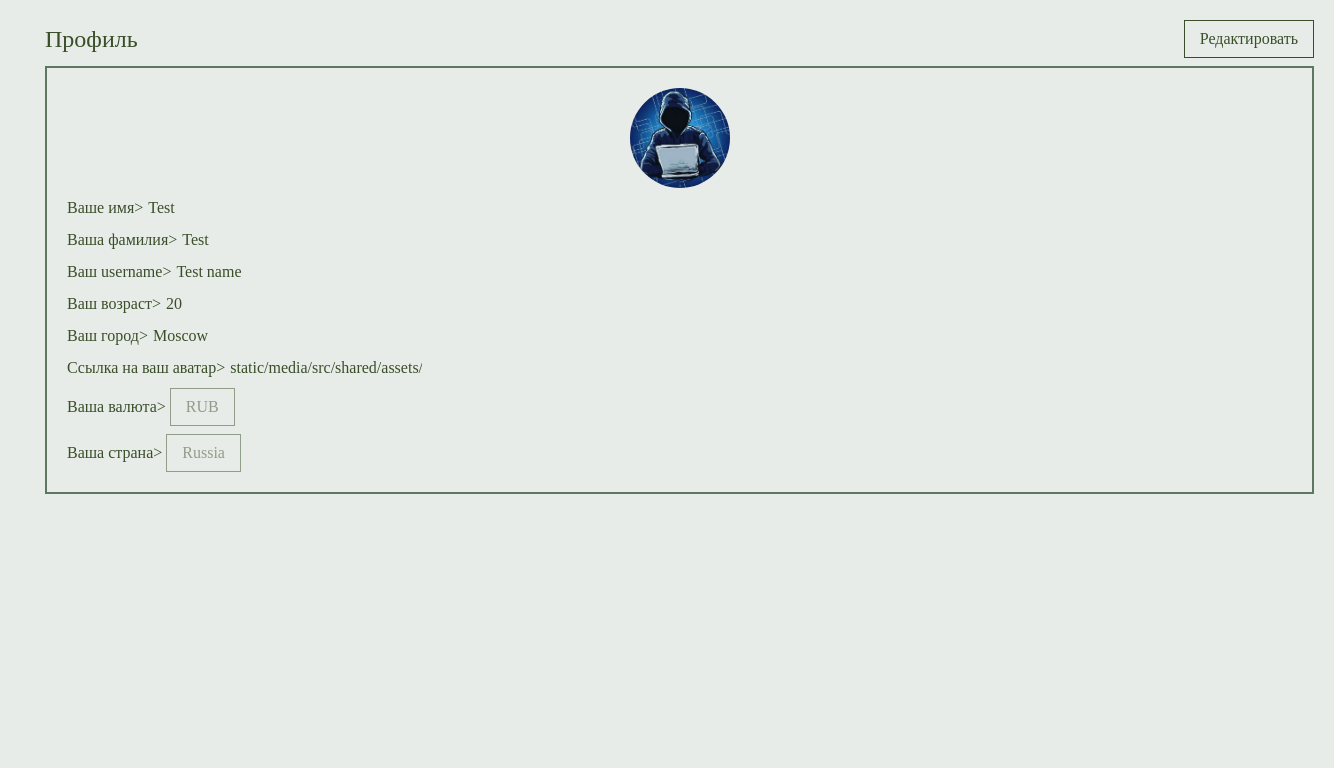 Профиль
Редактировать
Ваше имя> Test
Ваша фамилия> Test
Ваш username> Test name
Ваш возраст> 20
Ваш город> Moscow
Ссылка на ваш аватар> static/media/src/shared/assets/
Ваша валюта> RUB
Ваша страна> Russia